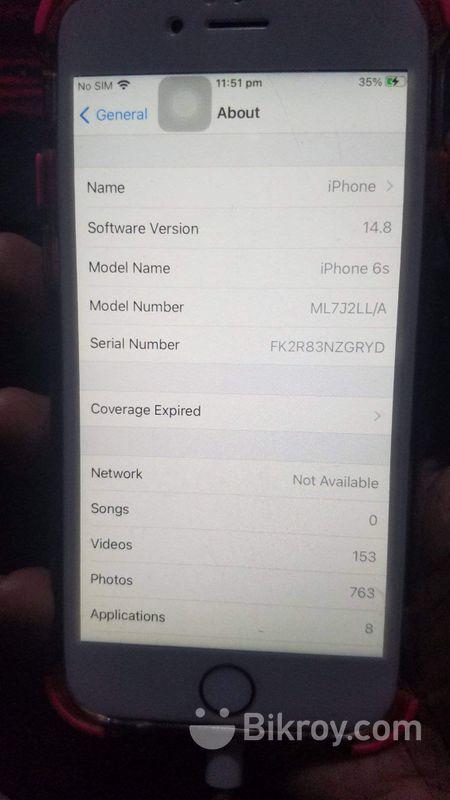 No SIM 11:51 pm 35%
General About
Name iPhone
Software Version 14.8
Model Name iPhone 6s
Model Number ML7J2LL/A
Serial Number FK2R83NZGRYD
Coverage Expired
Network Not Available
Songs 0
Videos 153
Photos 763
Applications 8
Bikroy.com